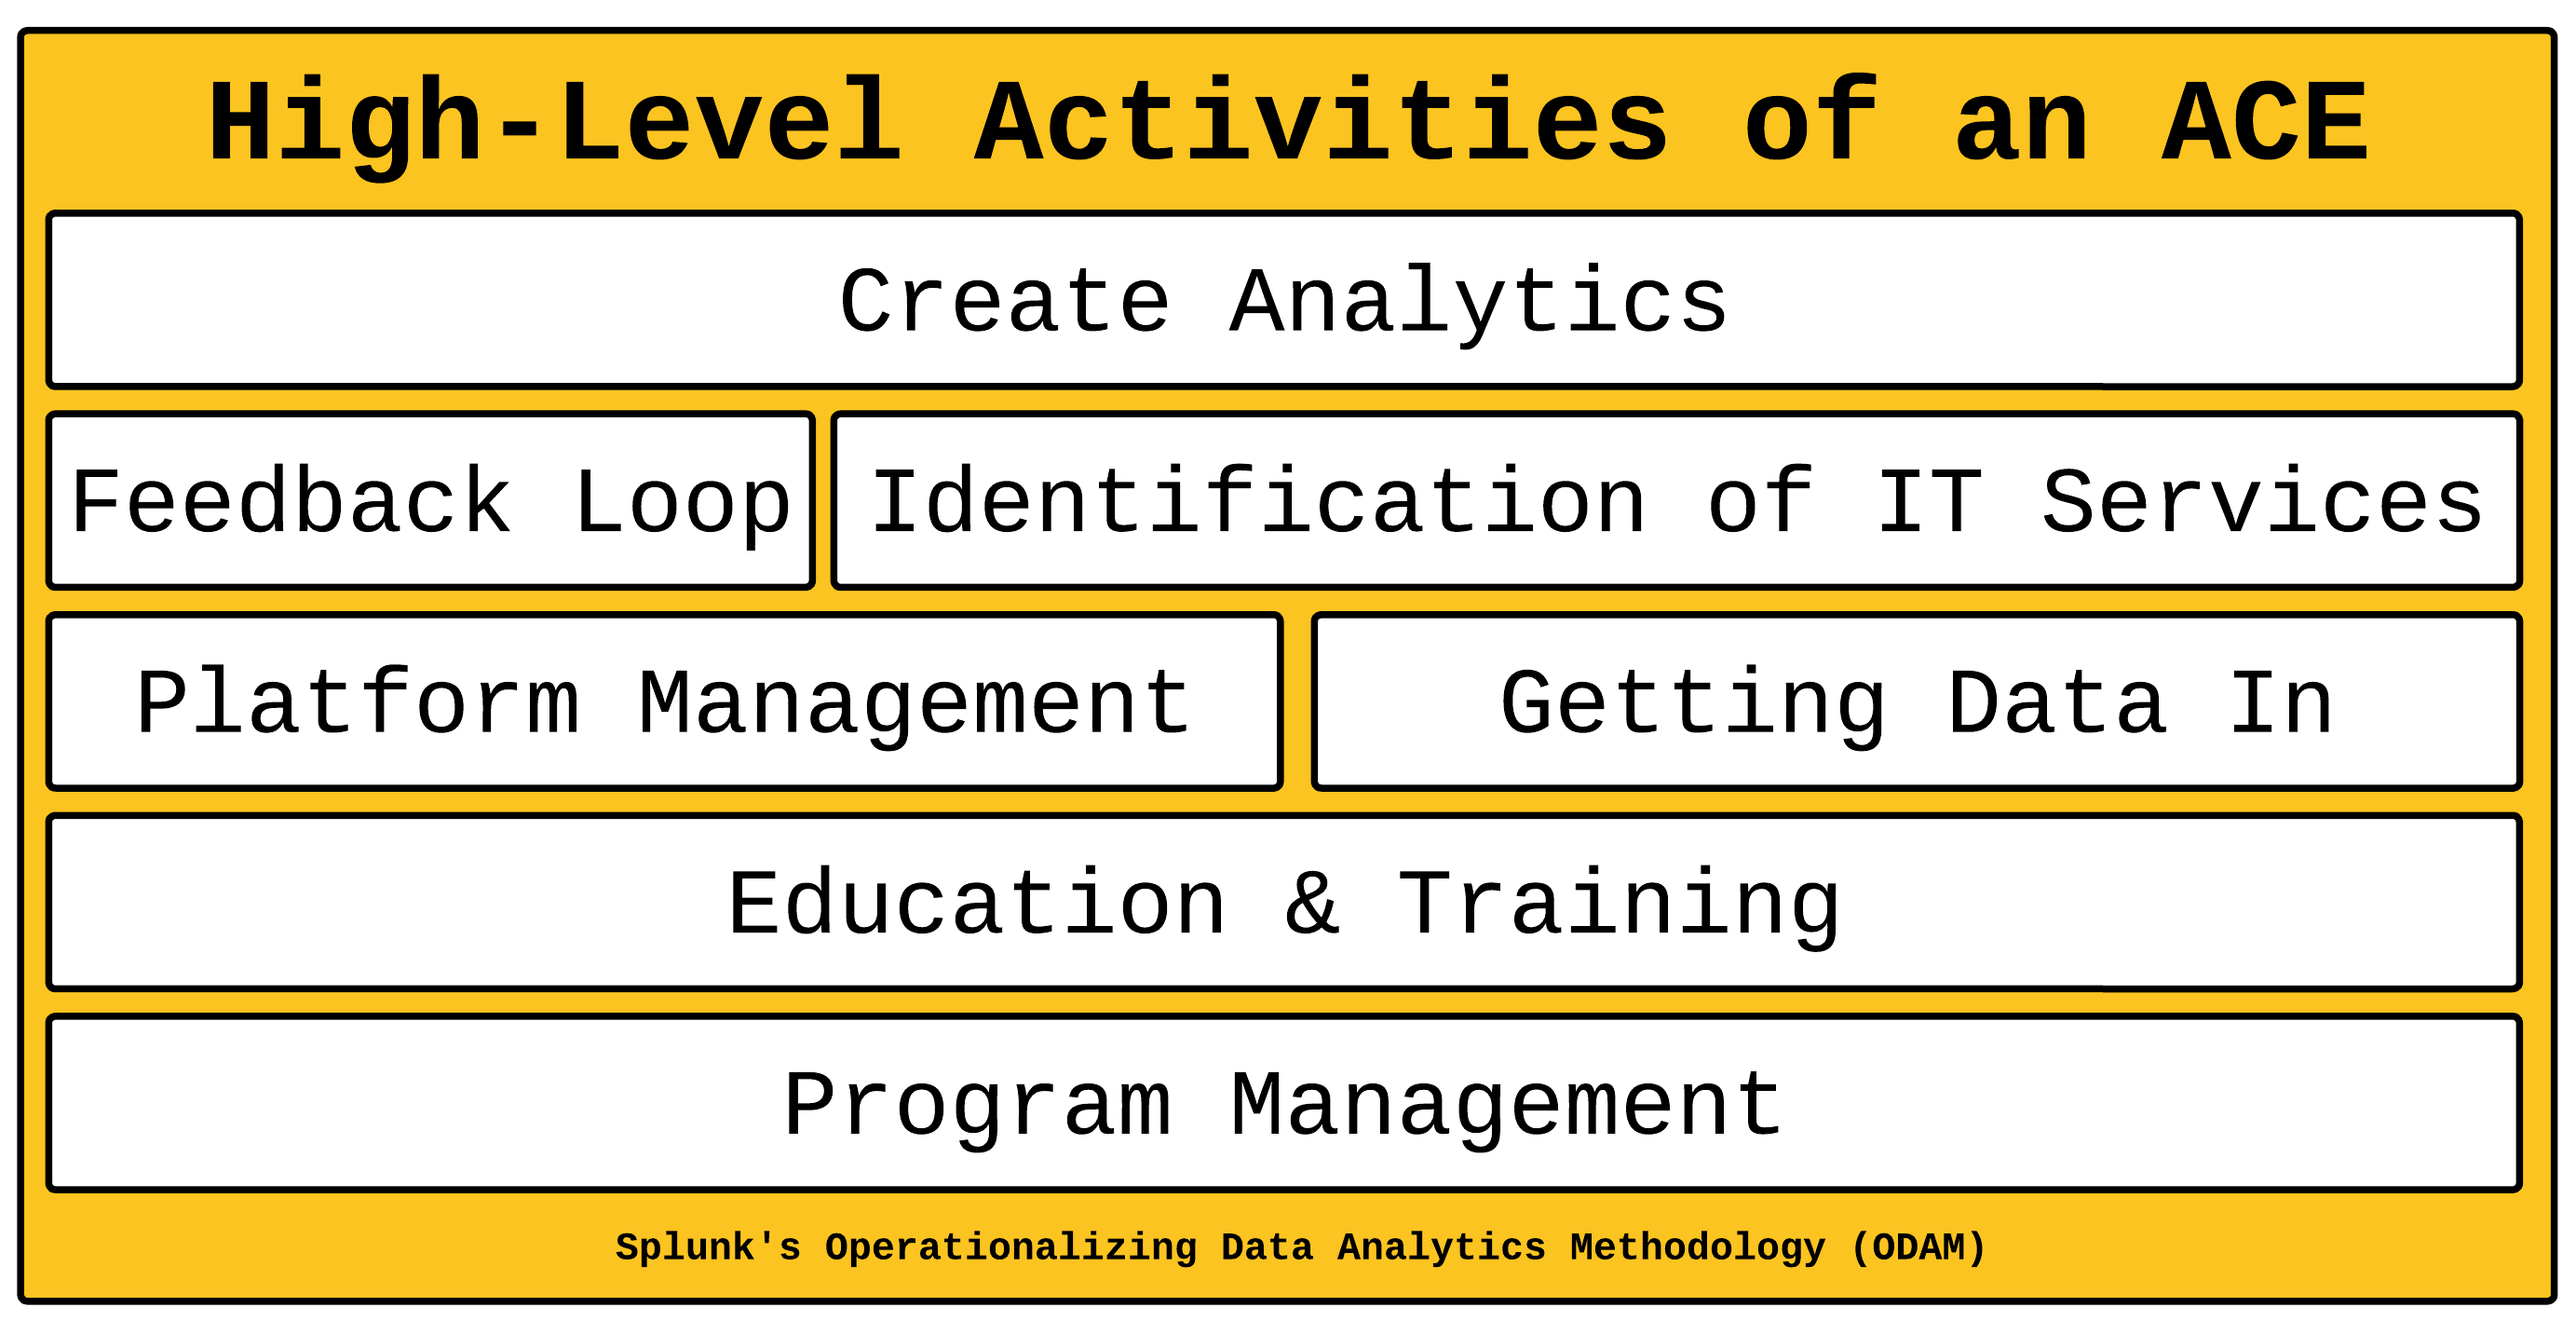 High-Level Activities of an ACE
Create Analytics
Feedback Loop
Identification of IT Services
Platform Management
Getting Data In
Education & Training
Program Management
Splunk's Operationalizing Data Analytics Methodology (ODAM)